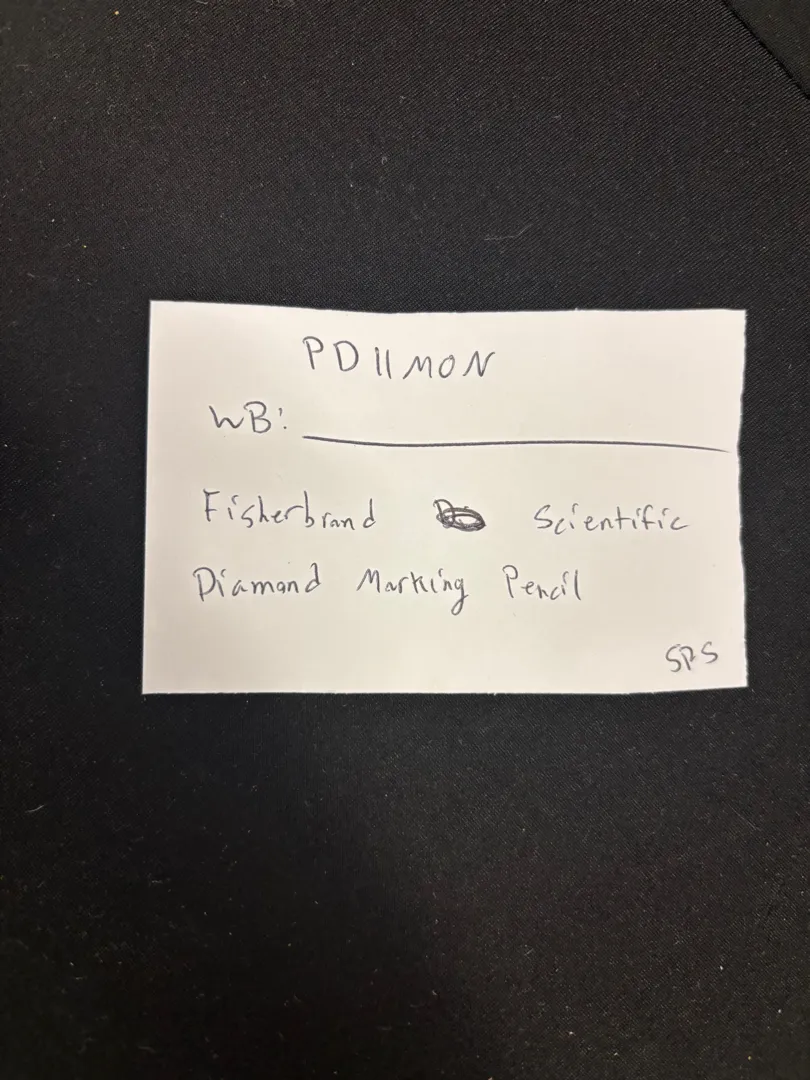 PD11MON
WB:
Fisherbrand Scientific
Diamond Marking Pencil
SPS